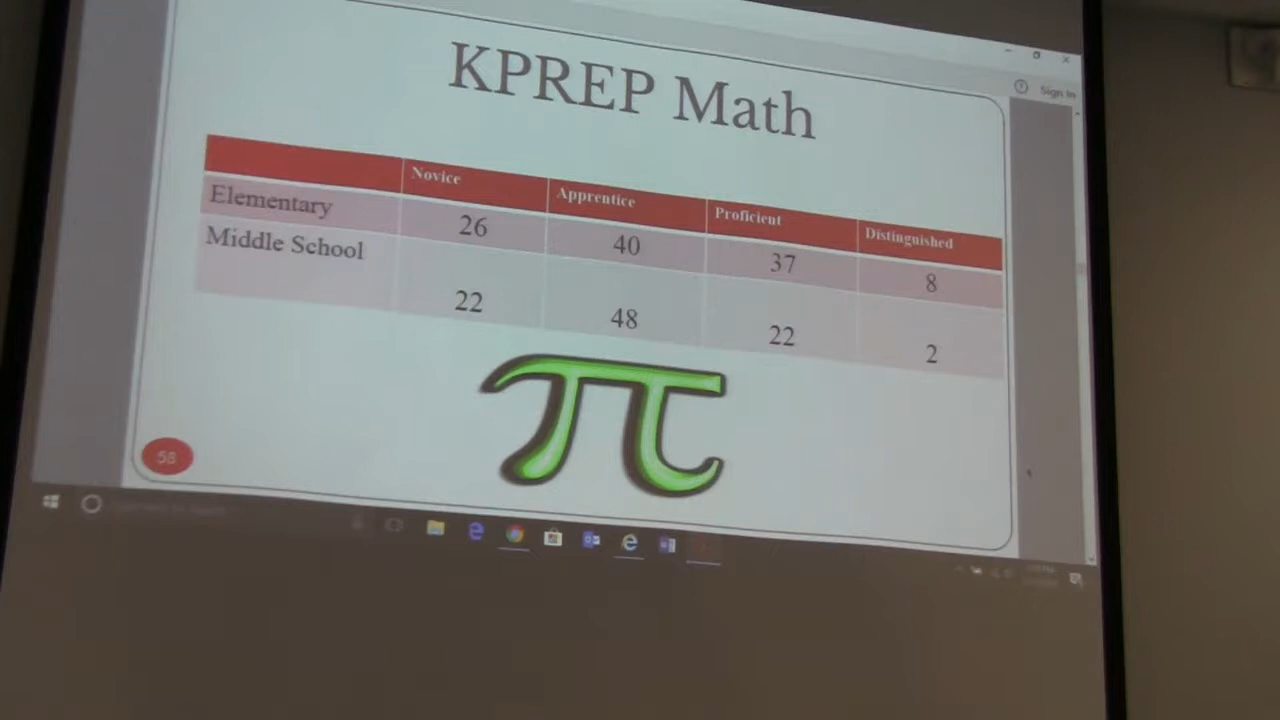 KPREP Math
Sign in
Novice Apprentice Proficient Distinguished
Elementary 26 40 37 8
Middle School 22 48 22 2
π